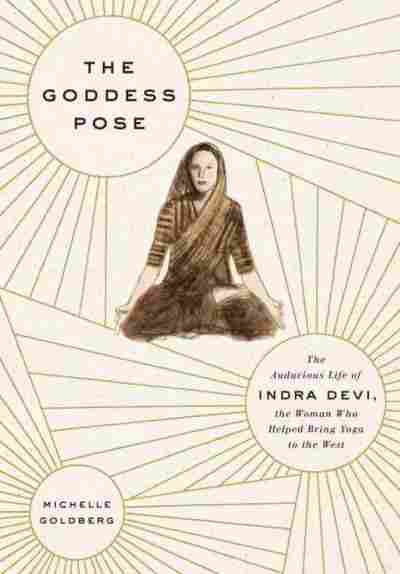 THE
GODDESS
POSE
The
Audacious Life of
INDRA DEVI,
the Woman Who
Helped Bring Yoga
to the West
MICHELLE
GOLDBERG